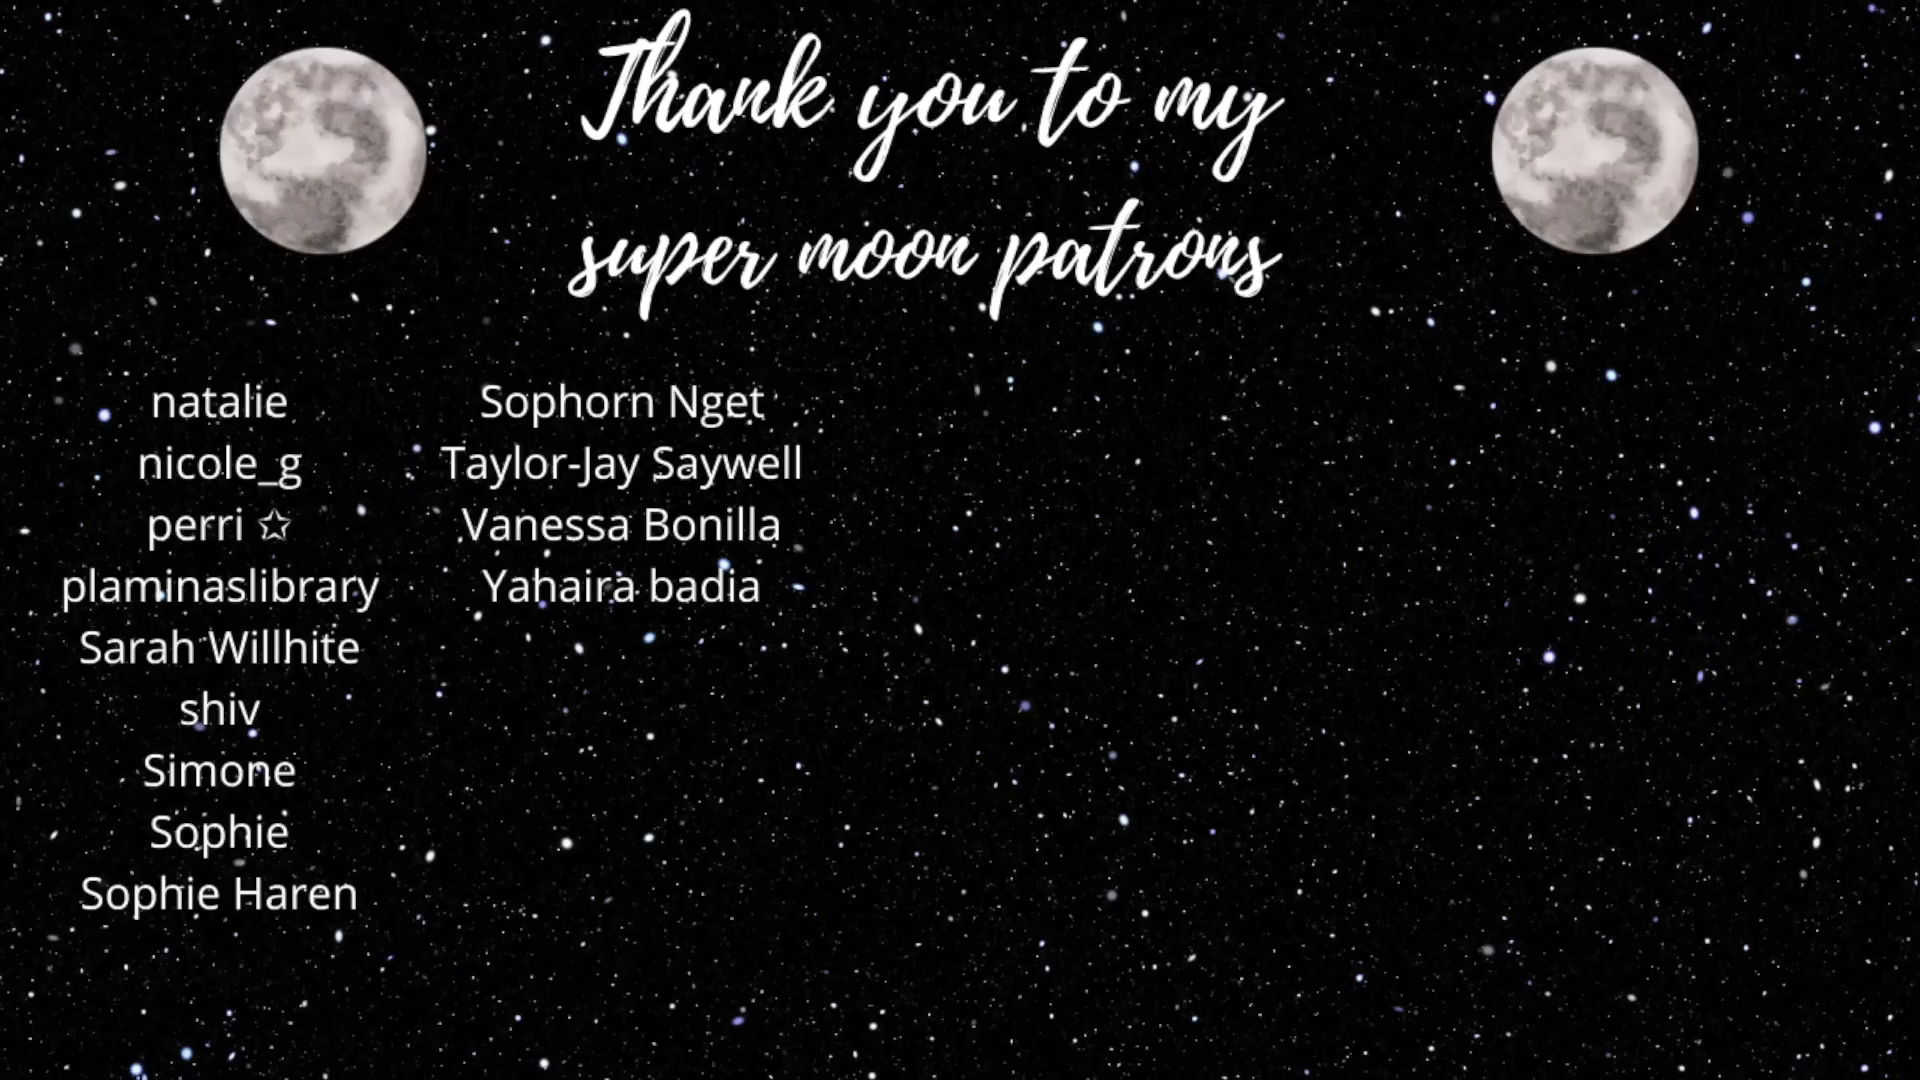 Thank you to my
super moon patrons
natalie
nicole_g
perri ✩
plaminaslibrary
Sarah Willhite
shiv
Simone
Sophie
Sophie Haren
Sophorn Nget
Taylor-Jay Saywell
Vanessa Bonilla
Yahaira badia